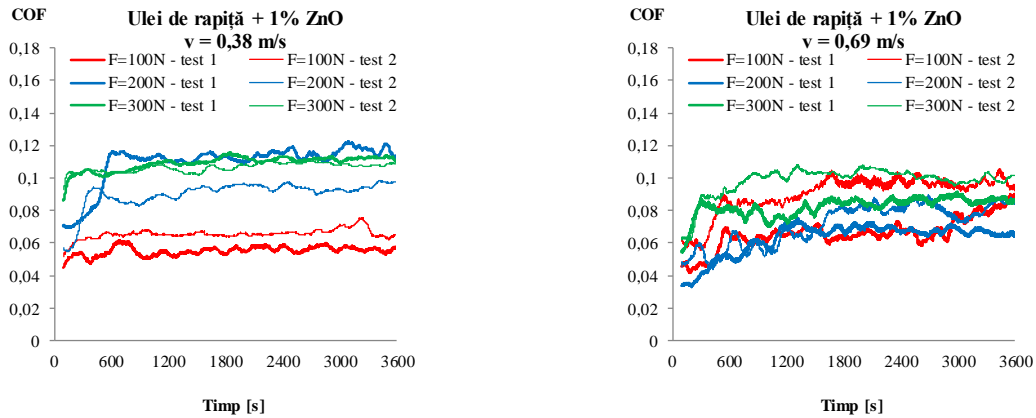 COF
Ulei de rapiță + 1% ZnO
v = 0,38 m/s
0,18
0,16
0,14
0,12
0,1
0,08
0,06
0,04
0,02
0
F=100N - test 1
F=100N - test 2
F=200N - test 1
F=200N - test 2
F=300N - test 1
F=300N - test 2
0
600
1200
1800
2400
3000
3600
Timp [s]
COF
Ulei de rapiță + 1% ZnO
v = 0,69 m/s
0,18
0,16
0,14
0,12
0,1
0,08
0,06
0,04
0,02
0
F=100N - test 1
F=100N - test 2
F=200N - test 1
F=200N - test 2
F=300N - test 1
F=300N - test 2
0
600
1200
1800
2400
3000
3600
Timp [s]